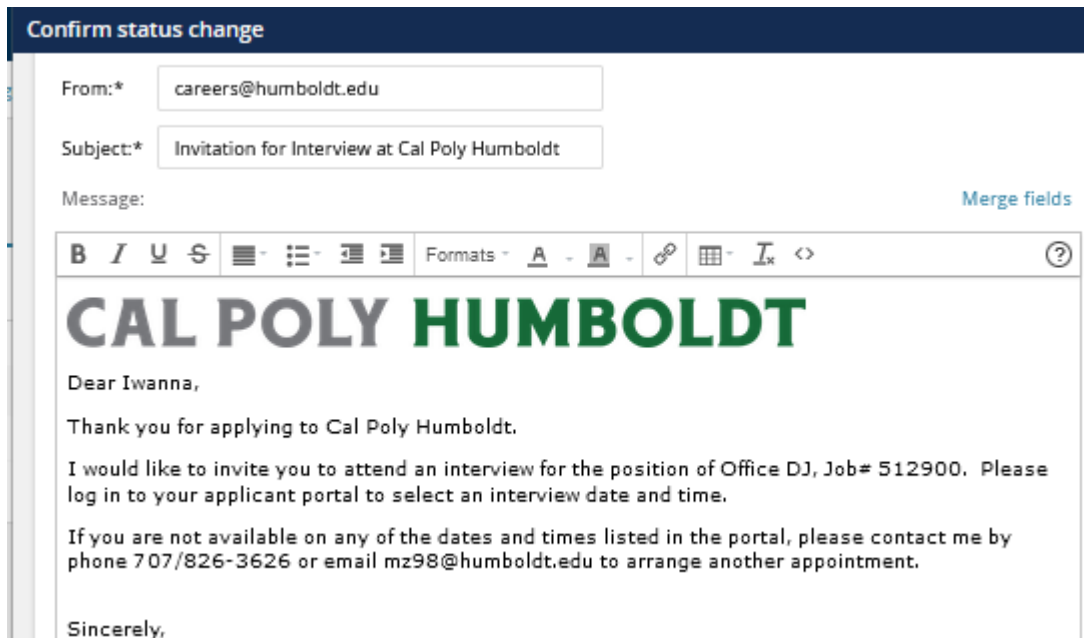 Confirm status change
From:* careers@humboldt.edu
Subject:* Invitation for Interview at Cal Poly Humboldt
Message: Merge fields
B I U S Formats A A Ix <> ?
CAL POLY HUMBOLDT
Dear Iwanna,
Thank you for applying to Cal Poly Humboldt.
I would like to invite you to attend an interview for the position of Office DJ, Job# 512900.  Please
log in to your applicant portal to select an interview date and time.
If you are not available on any of the dates and times listed in the portal, please contact me by
phone 707/826-3626 or email mz98@humboldt.edu to arrange another appointment.
Sincerely,